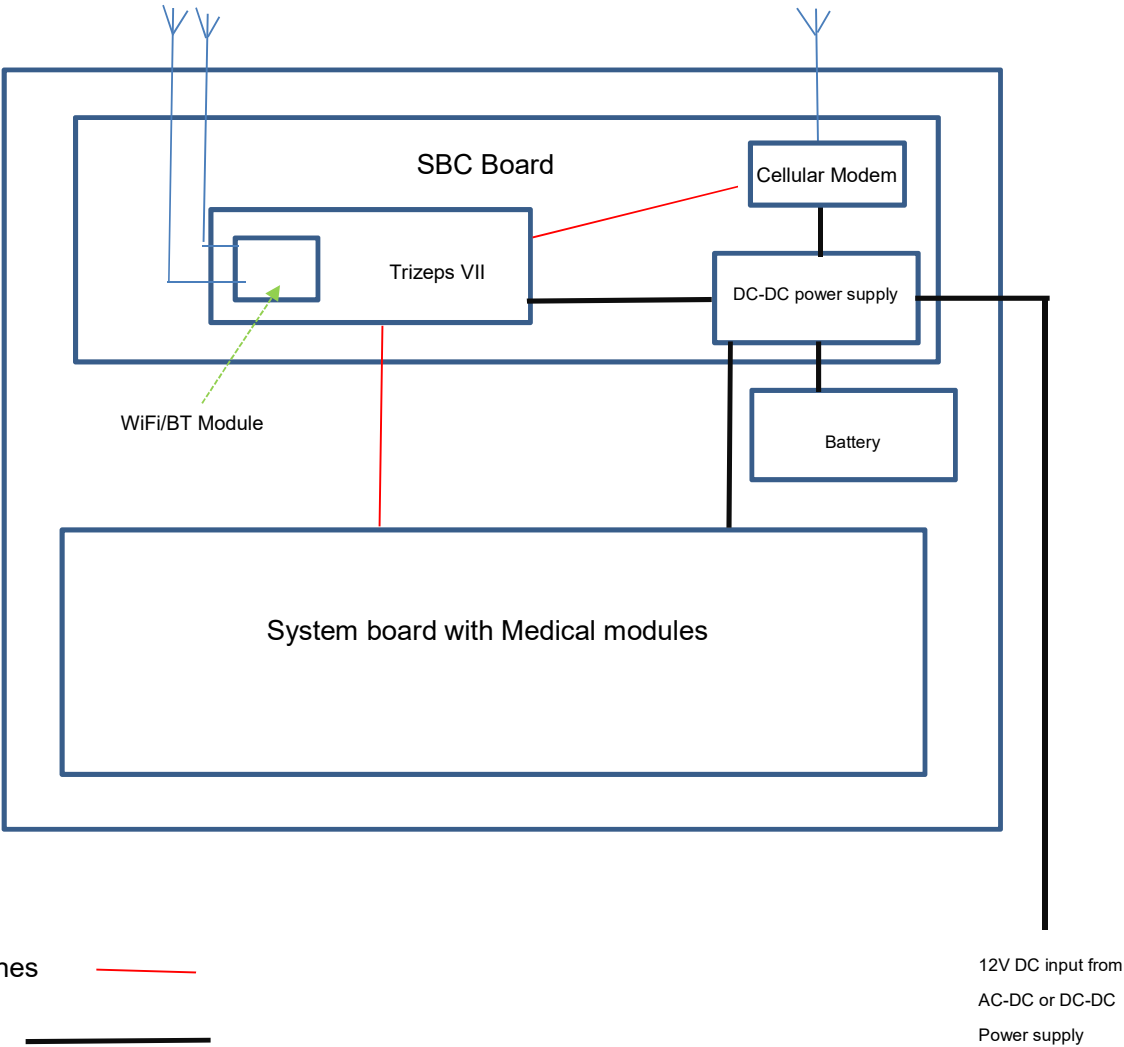 SBC Board
Cellular Modem
Trizeps VII
DC-DC power supply
WiFi/BT Module
Battery
System board with Medical modules
12V DC input from
AC-DC or DC-DC
Power supply